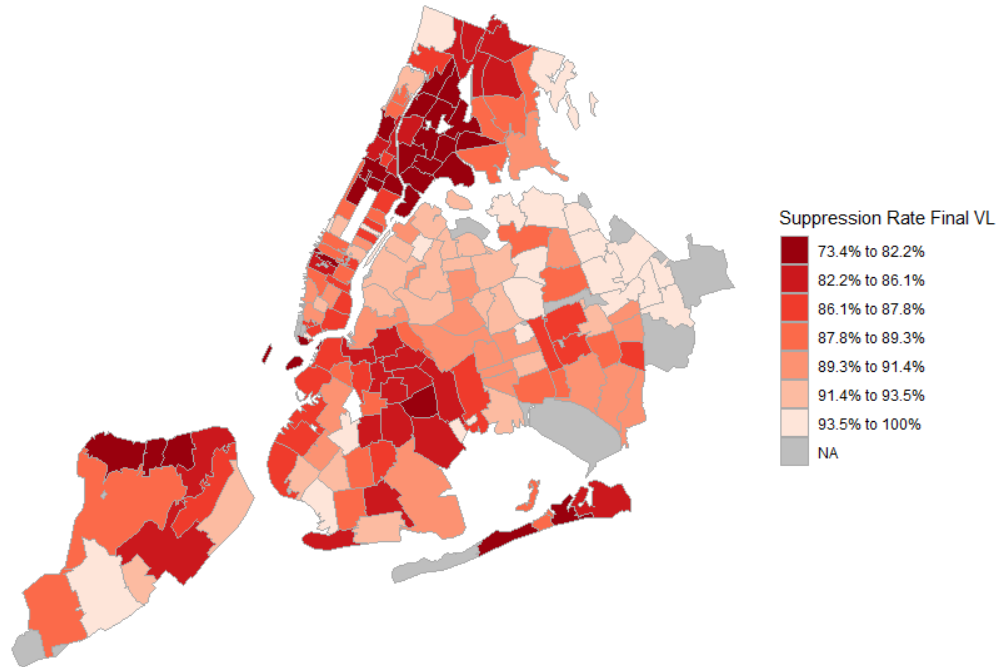 Suppression Rate Final VL
73.4% to 82.2%
82.2% to 86.1%
86.1% to 87.8%
87.8% to 89.3%
89.3% to 91.4%
91.4% to 93.5%
93.5% to 100%
NA